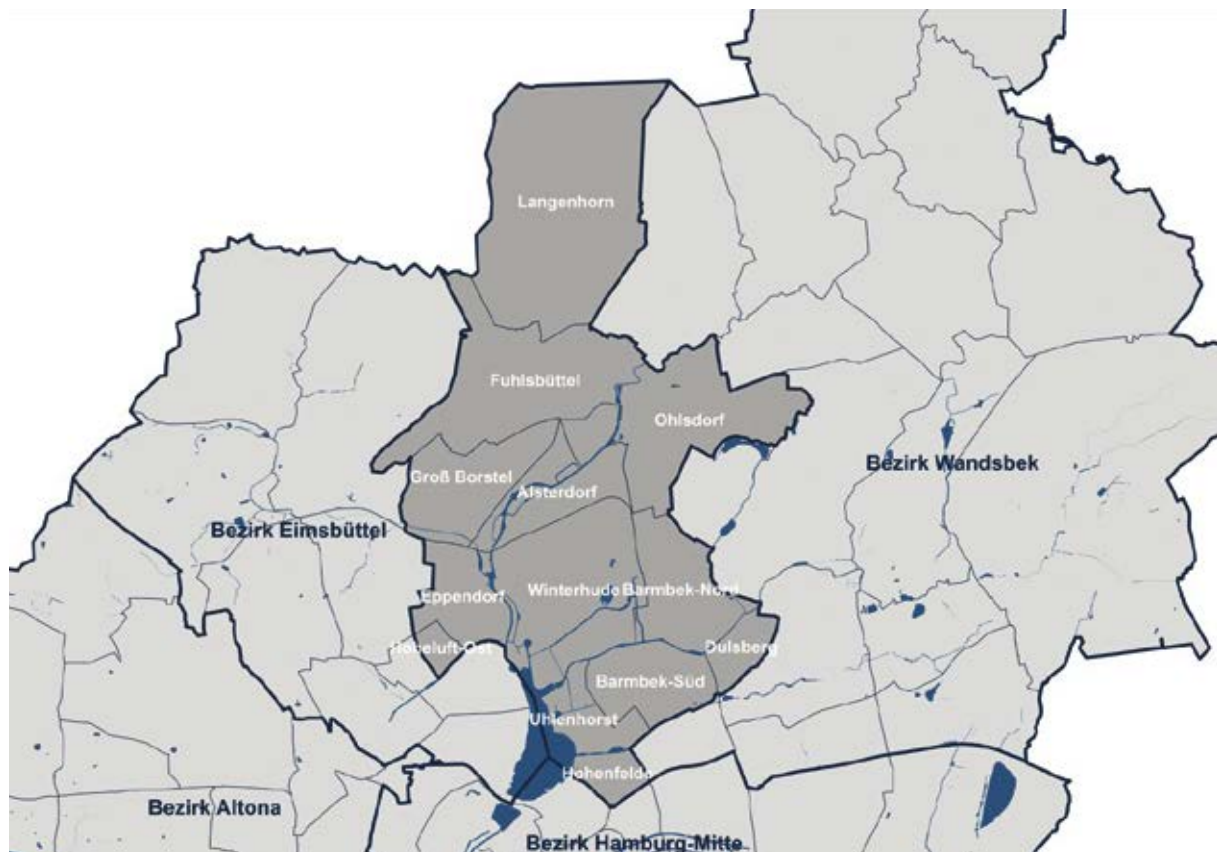 Langenhorn
Fuhlsbüttel
Ohlsdorf
Bezirk Wandsbek
Groß Borstel
Alsterdorf
Bezirk Eimsbüttel
Eppendorf
Winterhude
Barmbek-Nord
Hoheluft-Ost
Dulsberg
Barmbek-Süd
Uhlenhorst
Hohenfelde
Bezirk Altona
Bezirk Hamburg-Mitte